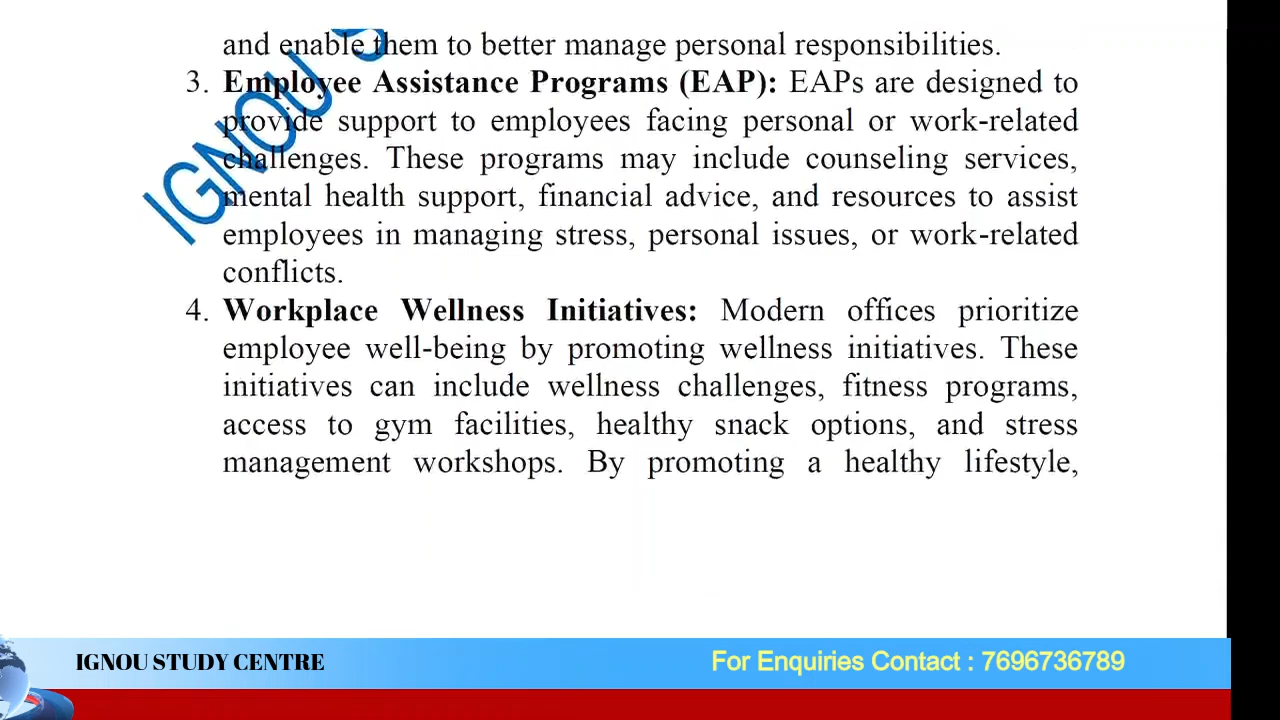 and enable them to better manage personal responsibilities.
3. Employee Assistance Programs (EAP): EAPs are designed to
provide support to employees facing personal or work-related
challenges. These programs may include counseling services,
mental health support, financial advice, and resources to assist
employees in managing stress, personal issues, or work-related
conflicts.
4. Workplace Wellness Initiatives: Modern offices prioritize
employee well-being by promoting wellness initiatives. These
initiatives can include wellness challenges, fitness programs,
access to gym facilities, healthy snack options, and stress
management workshops. By promoting a healthy lifestyle,
IGNOU S
IGNOU STUDY CENTRE
For Enquiries Contact : 7696736789